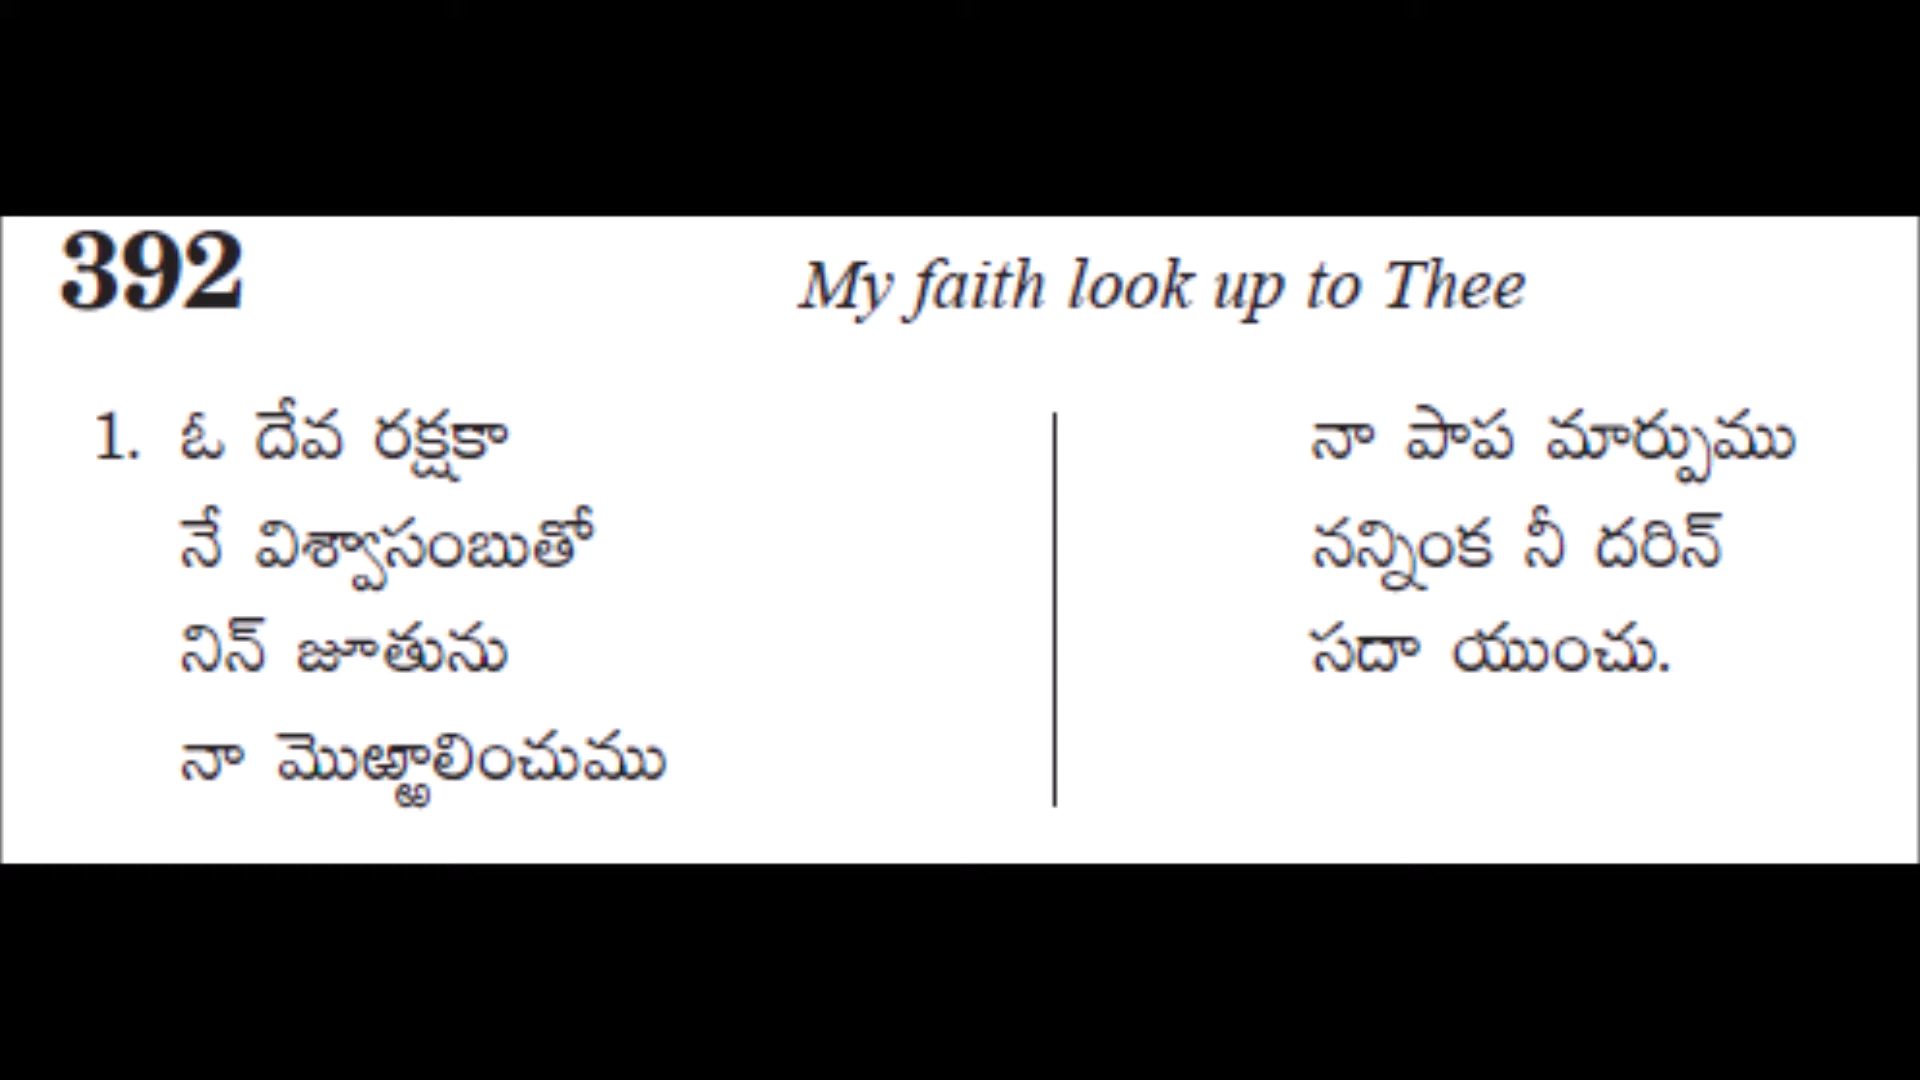 392
My faith look up to Thee
1. ఓ దేవ రక్షకా
నే విశ్వాసంబుతో
నిన్ జూతును
నా మొఱ్ఱాలించుము
నా పాప మార్పుము
నన్నింక నీ దరిన్
సదా యుంచు.